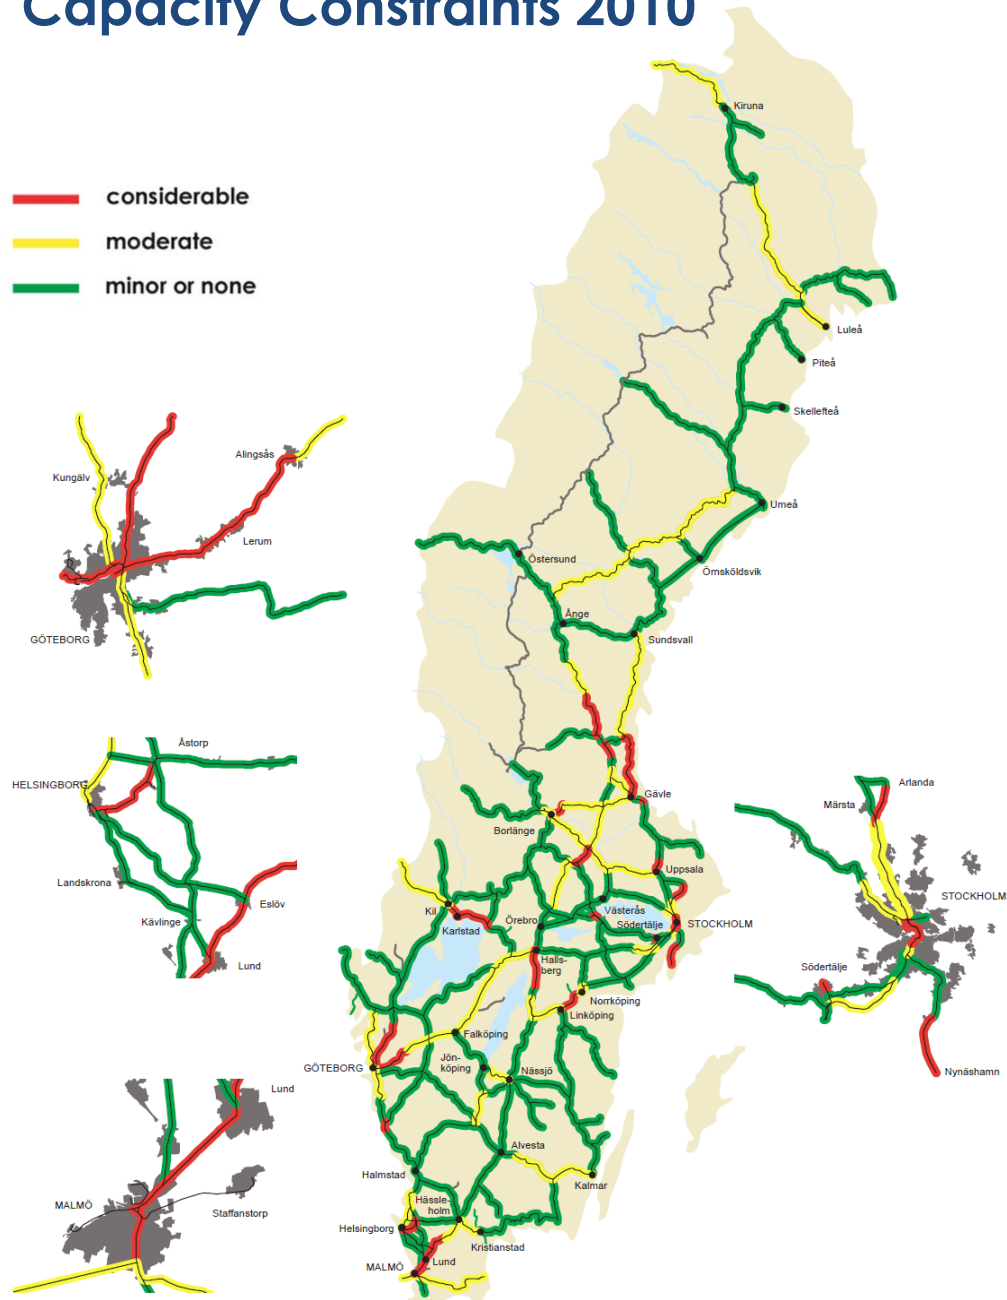 Capacity Constraints 2010
considerable
moderate
minor or none
Kiruna
Luleå
Piteå
Skellefteå
Umeå
Örnsköldsvik
Östersund
Ånge
Sundsvall
Gävle
Borlänge
Uppsala
Kil
Karlstad
Örebro
Västerås
Södertälje
STOCKHOLM
Halls-
berg
Norrköping
Linköping
Falköping
GÖTEBORG
Jön-
köping
Nässjö
Alvesta
Halmstad
Kalmar
Hässle-
holm
Helsingborg
Kristianstad
Lund
MALMÖ
Alingsås
Kungälv
Lerum
GÖTEBORG
Åstorp
HELSINGBORG
Landskrona
Eslöv
Kävlinge
Lund
Lund
MALMÖ
Staffanstorp
Arlanda
Märsta
STOCKHOLM
Södertälje
Nynäshamn